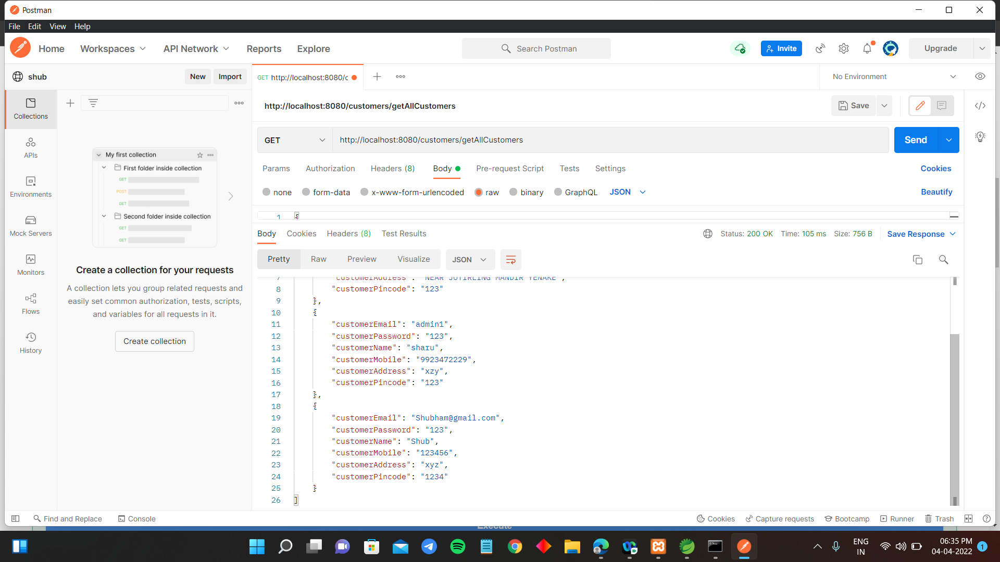 Postman
File Edit View Help
Home Workspaces API Network Reports Explore
Search Postman
Invite
Upgrade
shub
New Import
GET http://localhost:8080/c
No Environment
Collections
APIs
Environments
Mock Servers
Monitors
Flows
History
My first collection
First folder inside collection
GET
POST
GET
Second folder inside collection
GET
GET
Create a collection for your requests
A collection lets you group related requests and
easily set common authorization, tests, scripts,
and variables for all requests in it.
Create collection
http://localhost:8080/customers/getAllCustomers
Save
GET http://localhost:8080/customers/getAllCustomers
Send
Params Authorization Headers (8) Body Pre-request Script Tests Settings
Cookies
none form-data x-www-form-urlencoded raw binary GraphQL JSON
Beautify
1 {
Body Cookies Headers (8) Test Results
Status: 200 OK Time: 105 ms Size: 756 B Save Response
Pretty Raw Preview Visualize JSON
7 "customerAddress": "NEAR JOTIRLING MANDIR YENAKE",
8 "customerPincode": "123"
9 },
10 {
11 "customerEmail": "admin1",
12 "customerPassword": "123",
13 "customerName": "sharu",
14 "customerMobile": "9923472229",
15 "customerAddress": "xzy",
16 "customerPincode": "123"
17 },
18 {
19 "customerEmail": "Shubham@gmail.com",
20 "customerPassword": "123",
21 "customerName": "Shub",
22 "customerMobile": "123456",
23 "customerAddress": "xyz",
24 "customerPincode": "1234"
25 }
26 ]
Find and Replace Console
Cookies Capture requests Bootcamp Runner Trash
Execute
ENG
IN
06:35 PM
04-04-2022
1